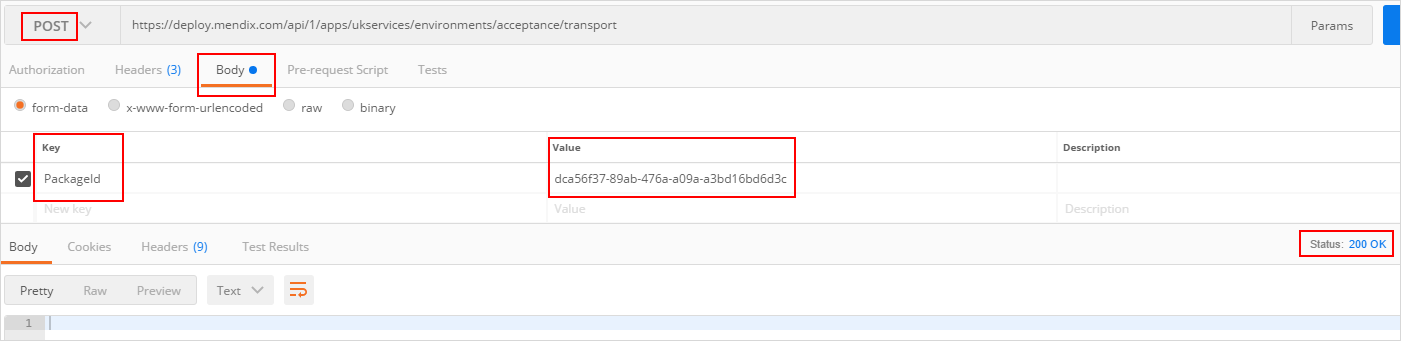 POST https://deploy.mendix.com/api/1/apps/ukservices/environments/acceptance/transport Params
Authorization Headers (3) Body Pre-request Script Tests
form-data x-www-form-urlencoded raw binary
Key Value Description
PackageId dca56f37-89ab-476a-a09a-a3bd16bd6d3c
New key Value Description
Body Cookies Headers (9) Test Results Status: 200 OK
Pretty Raw Preview Text
1